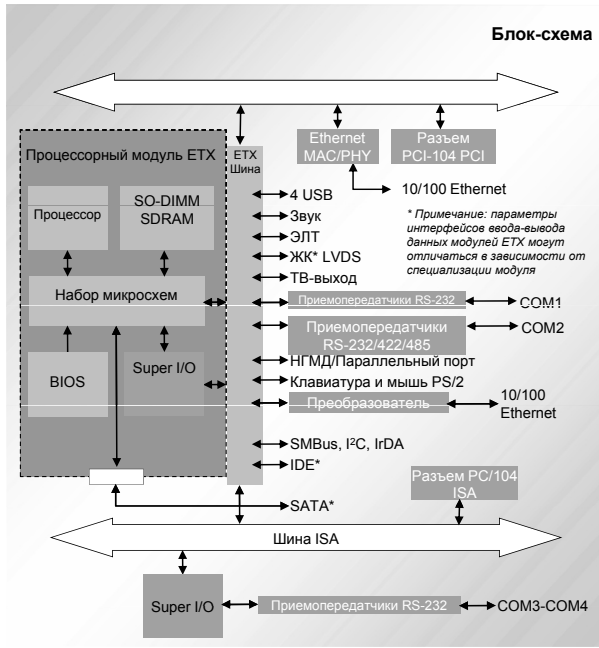 Блок-схема
Процессорный модуль ETX
ETX
Шина
Ethernet
MAC/PHY
Разъем
PCI-104 PCI
10/100 Ethernet
Процессор
SO-DIMM
SDRAM
Набор микросхем
BIOS
Super I/O
4 USB
Звук
ЭЛТ
ЖК* LVDS
ТВ-выход
* Примечание: параметры
интерфейсов ввода-вывода
данных модулей ETX могут
отличаться в зависимости от
специализации модуля
Приемопередатчики RS-232
COM1
Приемопередатчики
RS-232/422/485
COM2
НГМД/Параллельный порт
Клавиатура и мышь PS/2
Преобразователь
10/100
Ethernet
SMBus, I²C, IrDA
IDE*
SATA*
Разъем PC/104
ISA
Шина ISA
Super I/O
Приемопередатчики RS-232
COM3-COM4